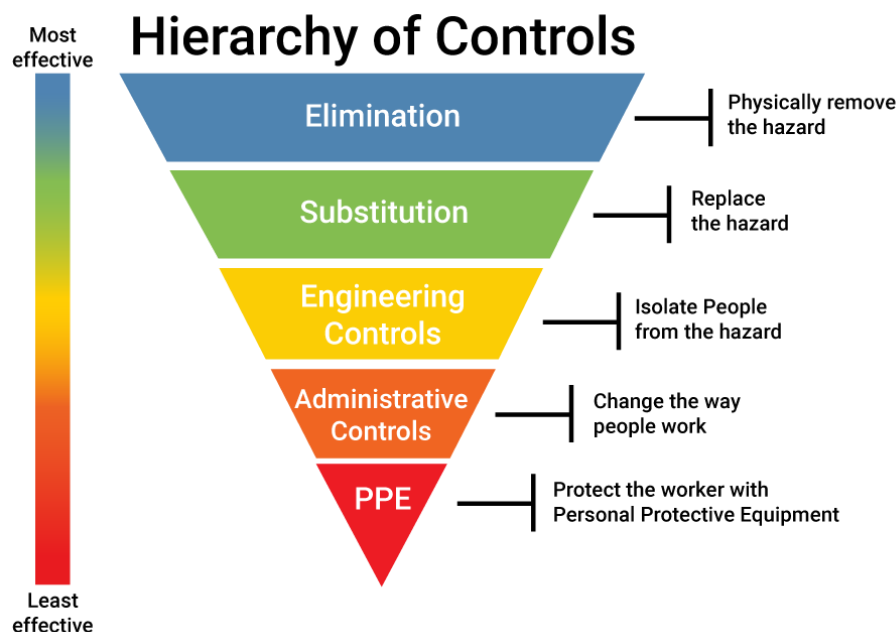 Hierarchy of Controls
Most
effective
Elimination
Physically remove
the hazard
Substitution
Replace
the hazard
Engineering
Controls
Isolate People
from the hazard
Administrative
Controls
Change the way
people work
PPE
Protect the worker with
Personal Protective Equipment
Least
effective